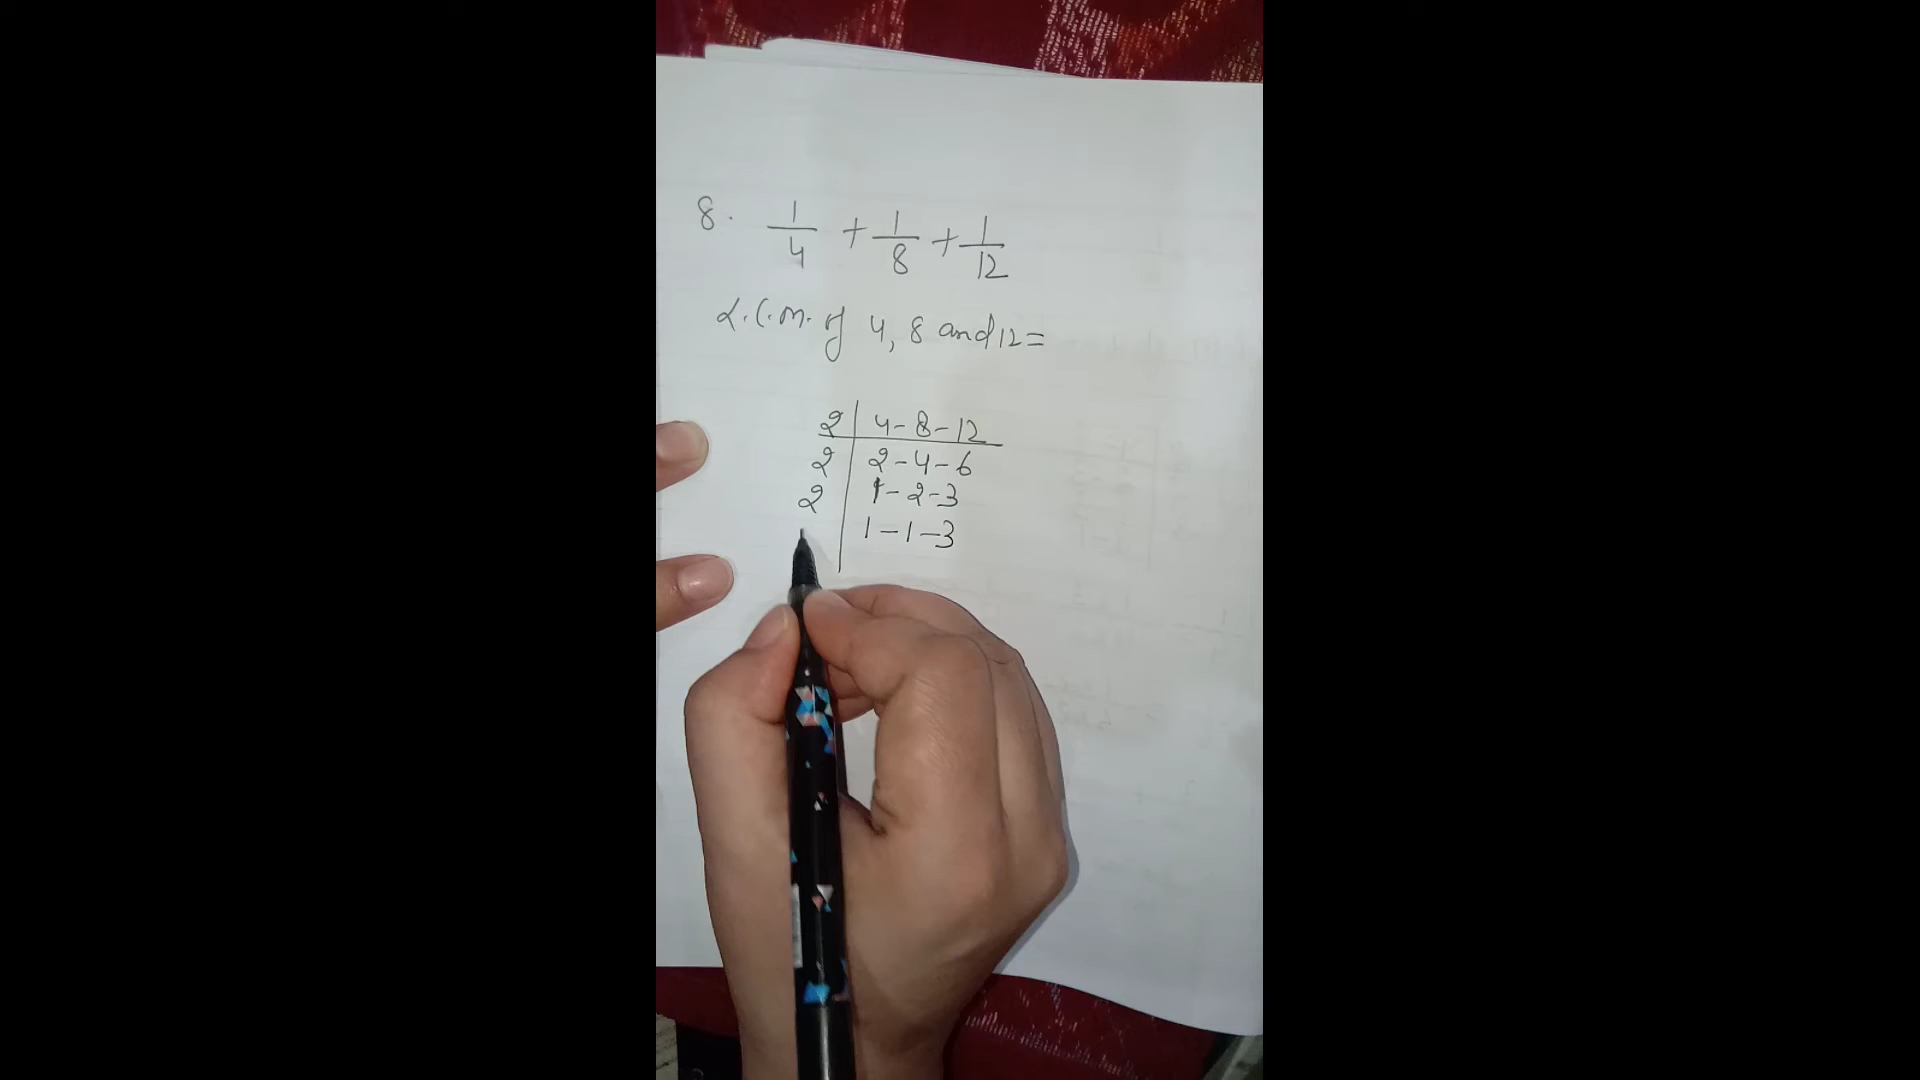 8. 1/4 + 1/8 + 1/12
L.C.M. of 4, 8 and 12 =
2 | 4 - 8 - 12
2 | 2 - 4 - 6
2 | 1 - 2 - 3
| 1 - 1 - 3